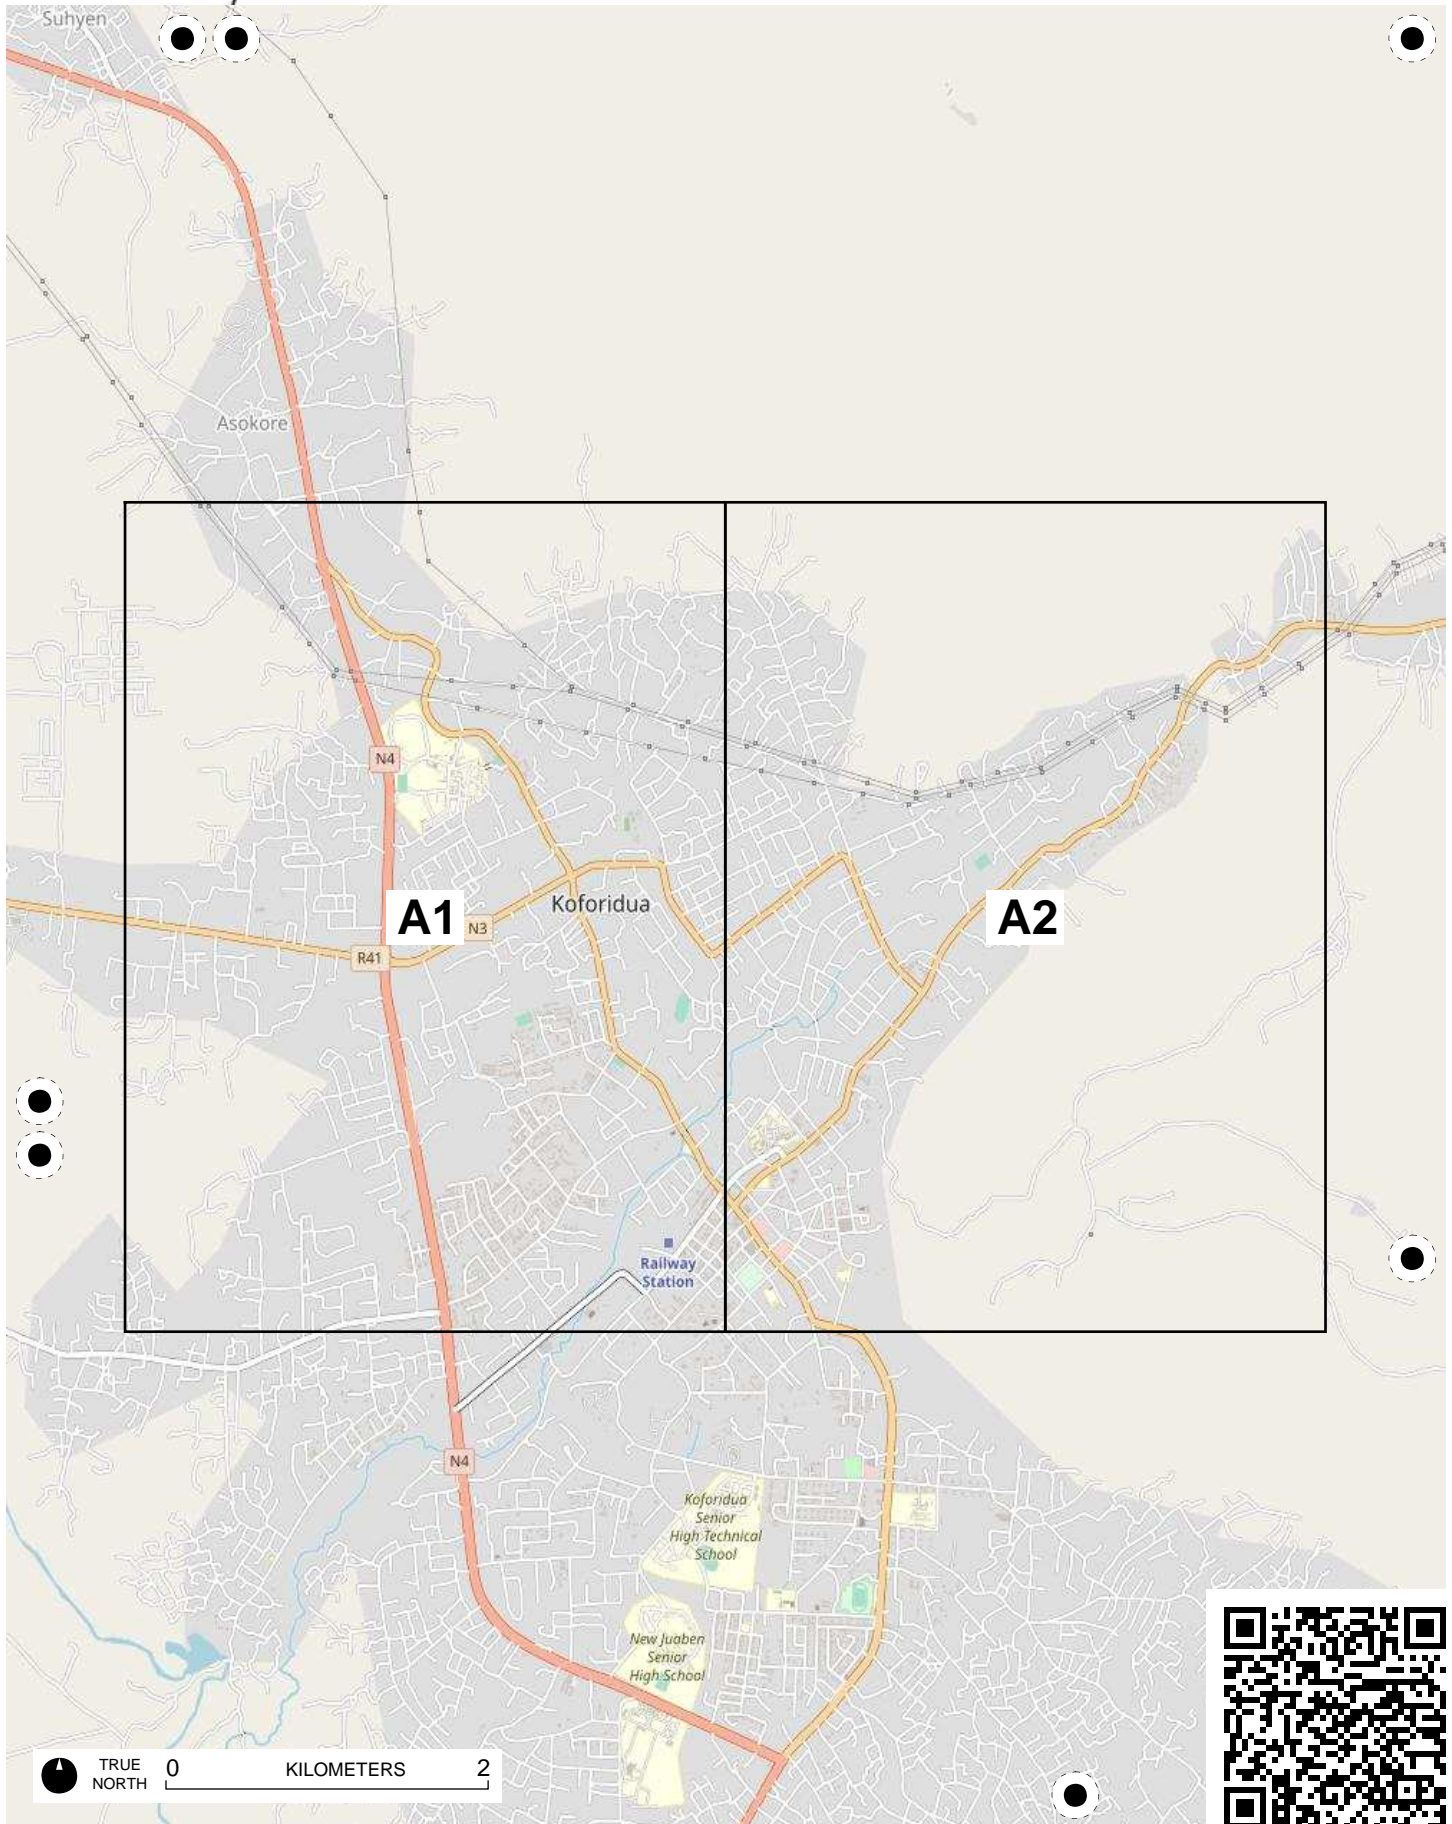 Suhyen
Asokore
N4
A1
Koforidua
N3
A2
R41
Railway
Station
N4
Koforidua
Senior
High Technical
School
New Juaben
Senior
High School
TRUE
NORTH
0 KILOMETERS 2